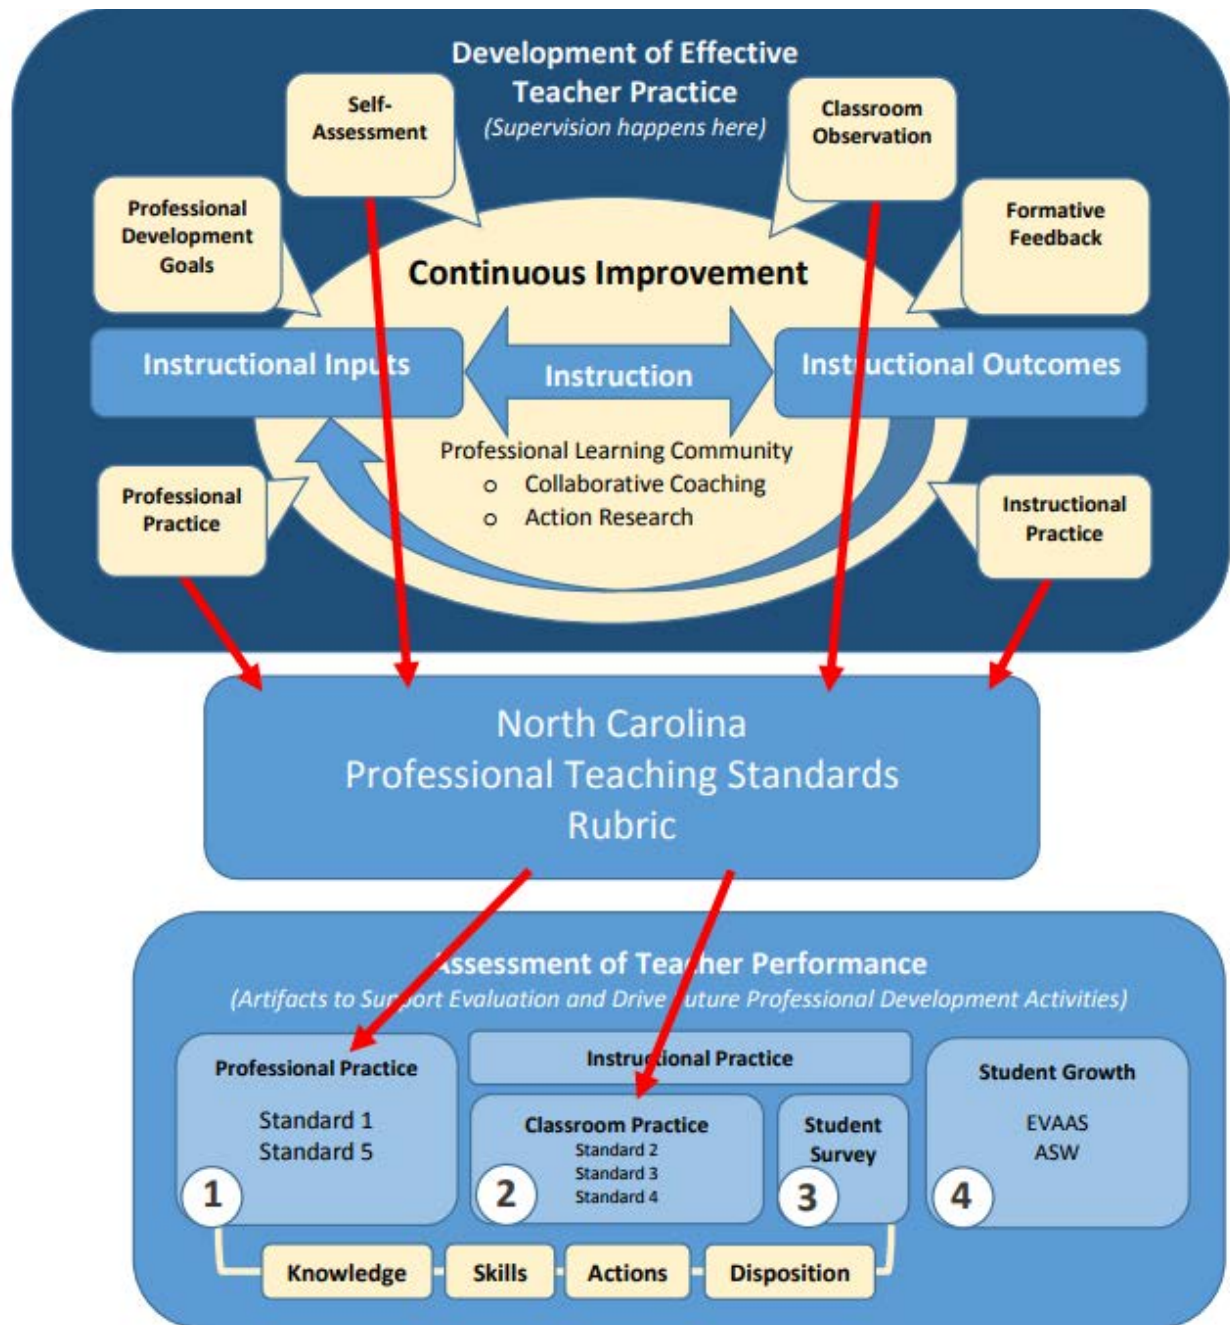 Development of Effective
Teacher Practice
(Supervision happens here)
Self-
Assessment
Classroom
Observation
Professional
Development
Goals
Formative
Feedback
Continuous Improvement
Instructional Inputs
Instruction
Instructional Outcomes
Professional Learning Community
o Collaborative Coaching
o Action Research
Professional
Practice
Instructional
Practice
North Carolina
Professional Teaching Standards
Rubric
Assessment of Teacher Performance
(Artifacts to Support Evaluation and Drive Future Professional Development Activities)
Professional Practice
Standard 1
Standard 5
1
Instructional Practice
Classroom Practice
Standard 2
Standard 3
Standard 4
2
Student
Survey
3
Student Growth
EVAAS
ASW
4
Knowledge
Skills
Actions
Disposition